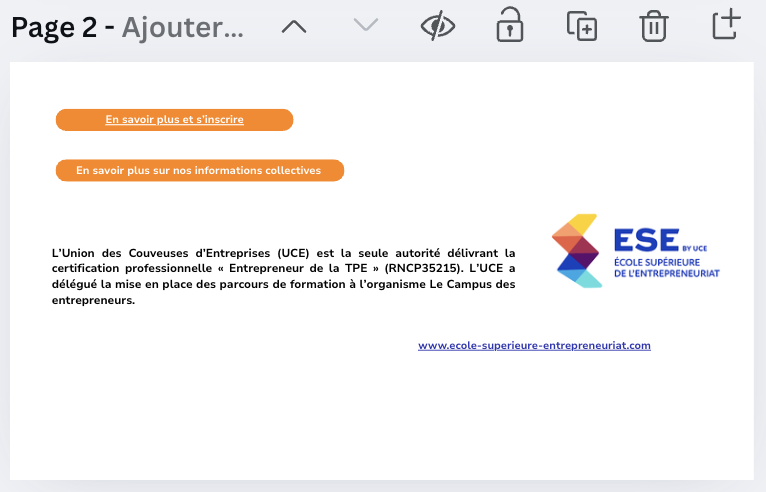 Page 2 - Ajouter...
En savoir plus et s'inscrire
En savoir plus sur nos informations collectives
L'Union des Couveuses d'Entreprises (UCE) est la seule autorité délivrant la
certification professionnelle « Entrepreneur de la TPE » (RNCP35215). L'UCE a
délégué la mise en place des parcours de formation à l'organisme Le Campus des
entrepreneurs.
ESE BY UCE
ÉCOLE SUPÉRIEURE
DE L'ENTREPRENEURIAT
www.ecole-superieure-entrepreneuriat.com